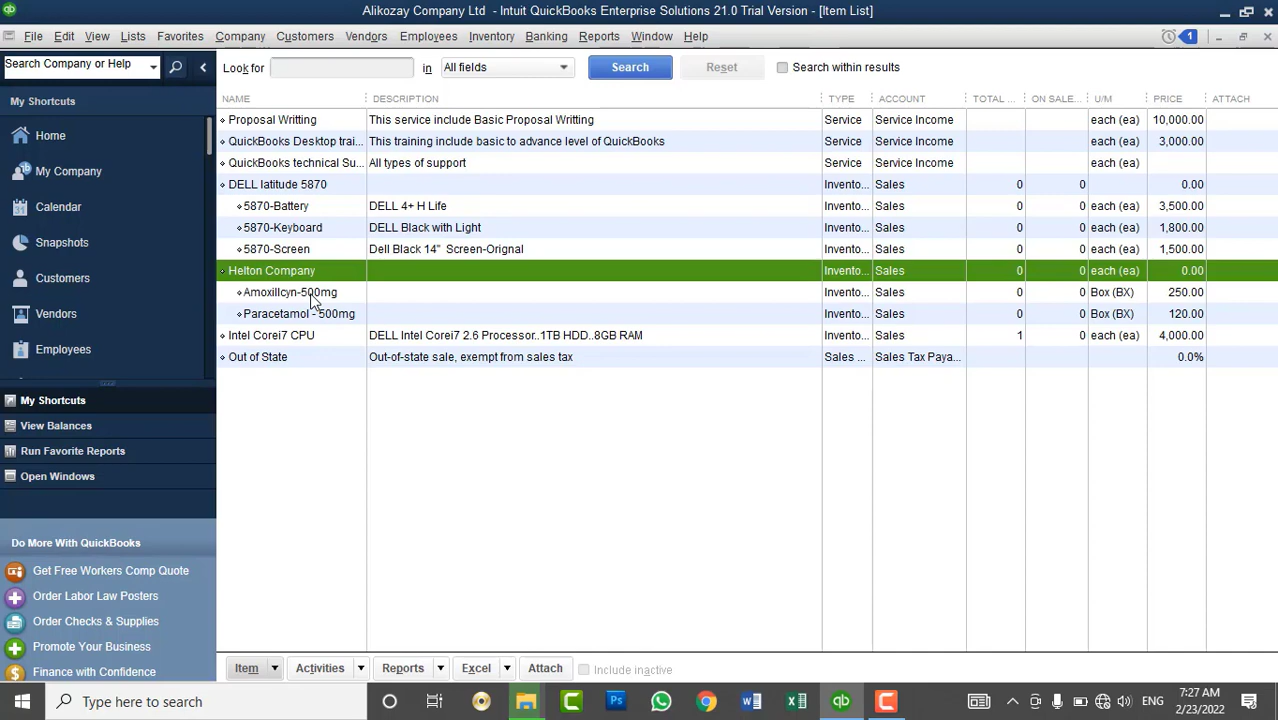 Alikozay Company Ltd - Intuit QuickBooks Enterprise Solutions 21.0 Trial Version - [Item List]
File Edit View Lists Favorites Company Customers Vendors Employees Inventory Banking Reports Window Help 1
Search Company or Help
Look for in All fields Search Reset Search within results
My Shortcuts
Home
My Company
Calendar
Snapshots
Customers
Vendors
Employees
My Shortcuts
View Balances
Run Favorite Reports
Open Windows
Do More With QuickBooks
Get Free Workers Comp Quote
Order Labor Law Posters
Order Checks & Supplies
Promote Your Business
Finance with Confidence
NAME DESCRIPTION TYPE ACCOUNT TOTAL ... ON SALE... U/M PRICE ATTACH
Proposal Writting This service include Basic Proposal Writting Service Service Income each (ea) 10,000.00
QuickBooks Desktop trai... This training include basic to advance level of QuickBooks Service Service Income each (ea) 3,000.00
QuickBooks technical Su... All types of support Service Service Income each (ea)
DELL latitude 5870 Invento... Sales 0 0 0.00
5870-Battery DELL 4+ H Life Invento... Sales 0 0 each (ea) 3,500.00
5870-Keyboard DELL Black with Light Invento... Sales 0 0 each (ea) 1,800.00
5870-Screen Dell Black 14" Screen-Orignal Invento... Sales 0 0 each (ea) 1,500.00
Helton Company Invento... Sales 0 0 each (ea) 0.00
Amoxillcyn-500mg Invento... Sales 0 0 Box (BX) 250.00
Paracetamol - 500mg Invento... Sales 0 0 Box (BX) 120.00
Intel Corei7 CPU DELL Intel Corei7 2.6 Processor..1TB HDD..8GB RAM Invento... Sales 1 0 each (ea) 4,000.00
Out of State Out-of-state sale, exempt from sales tax Sales ... Sales Tax Paya... 0.0%
Item Activities Reports Excel Attach Include inactive
Type here to search
ENG
7:27 AM
2/23/2022